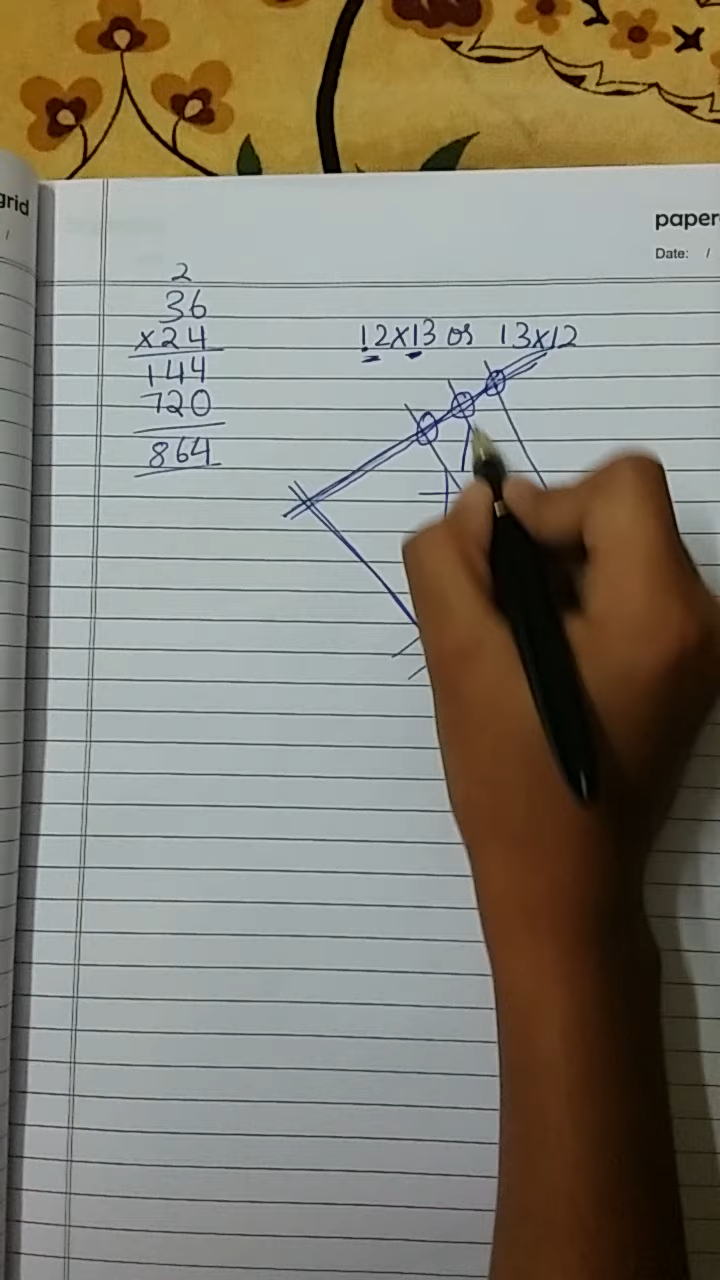 grid
/
paper
Date: /
2
36
x24
144
720
864
12x13 or 13x12